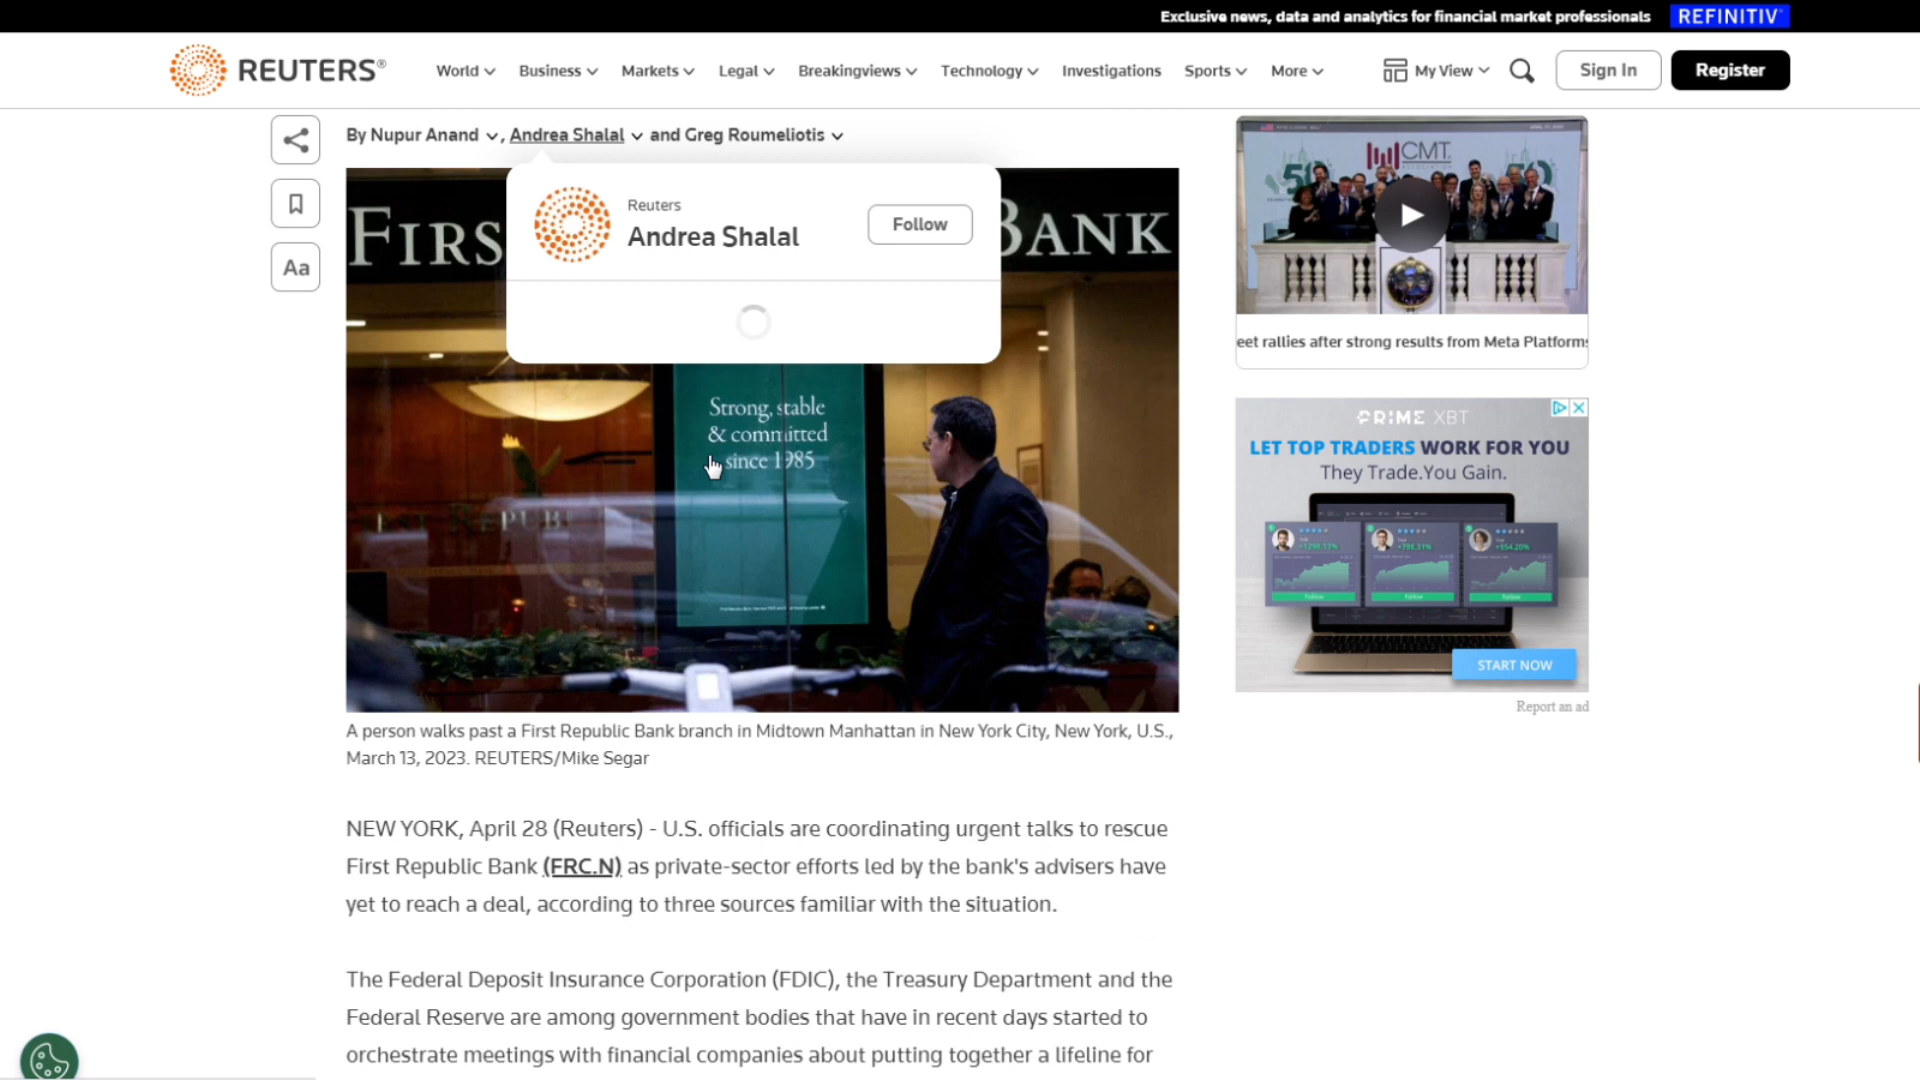 Exclusive news, data and analytics for financial market professionals REFINITIV
REUTERS® World Business Markets Legal Breakingviews Technology Investigations Sports More My View Sign In Register
By Nupur Anand , Andrea Shalal and Greg Roumeliotis
Reuters
Andrea Shalal
Follow
FIRS BANK
Strong, stable
& committed
since 1985
Aa
CMT
50
eet rallies after strong results from Meta Platforms
PRIME XBT
LET TOP TRADERS WORK FOR YOU
They Trade.You Gain.
Follow Follow Follow
START NOW
Report an ad
A person walks past a First Republic Bank branch in Midtown Manhattan in New York City, New York, U.S.,
March 13, 2023. REUTERS/Mike Segar
NEW YORK, April 28 (Reuters) - U.S. officials are coordinating urgent talks to rescue
First Republic Bank (FRC.N) as private-sector efforts led by the bank's advisers have
yet to reach a deal, according to three sources familiar with the situation.
The Federal Deposit Insurance Corporation (FDIC), the Treasury Department and the
Federal Reserve are among government bodies that have in recent days started to
orchestrate meetings with financial companies about putting together a lifeline for